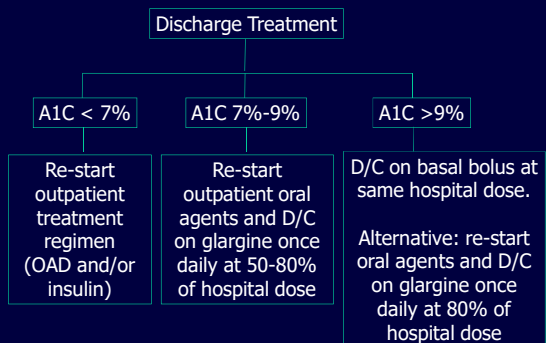 Discharge Treatment
A1C < 7%
A1C 7%-9%
A1C >9%
Re-start
outpatient
treatment
regimen
(OAD and/or
insulin)
Re-start
outpatient oral
agents and D/C
on glargine once
daily at 50-80%
of hospital dose
D/C on basal bolus at
same hospital dose.
Alternative: re-start
oral agents and D/C
on glargine once
daily at 80% of
hospital dose